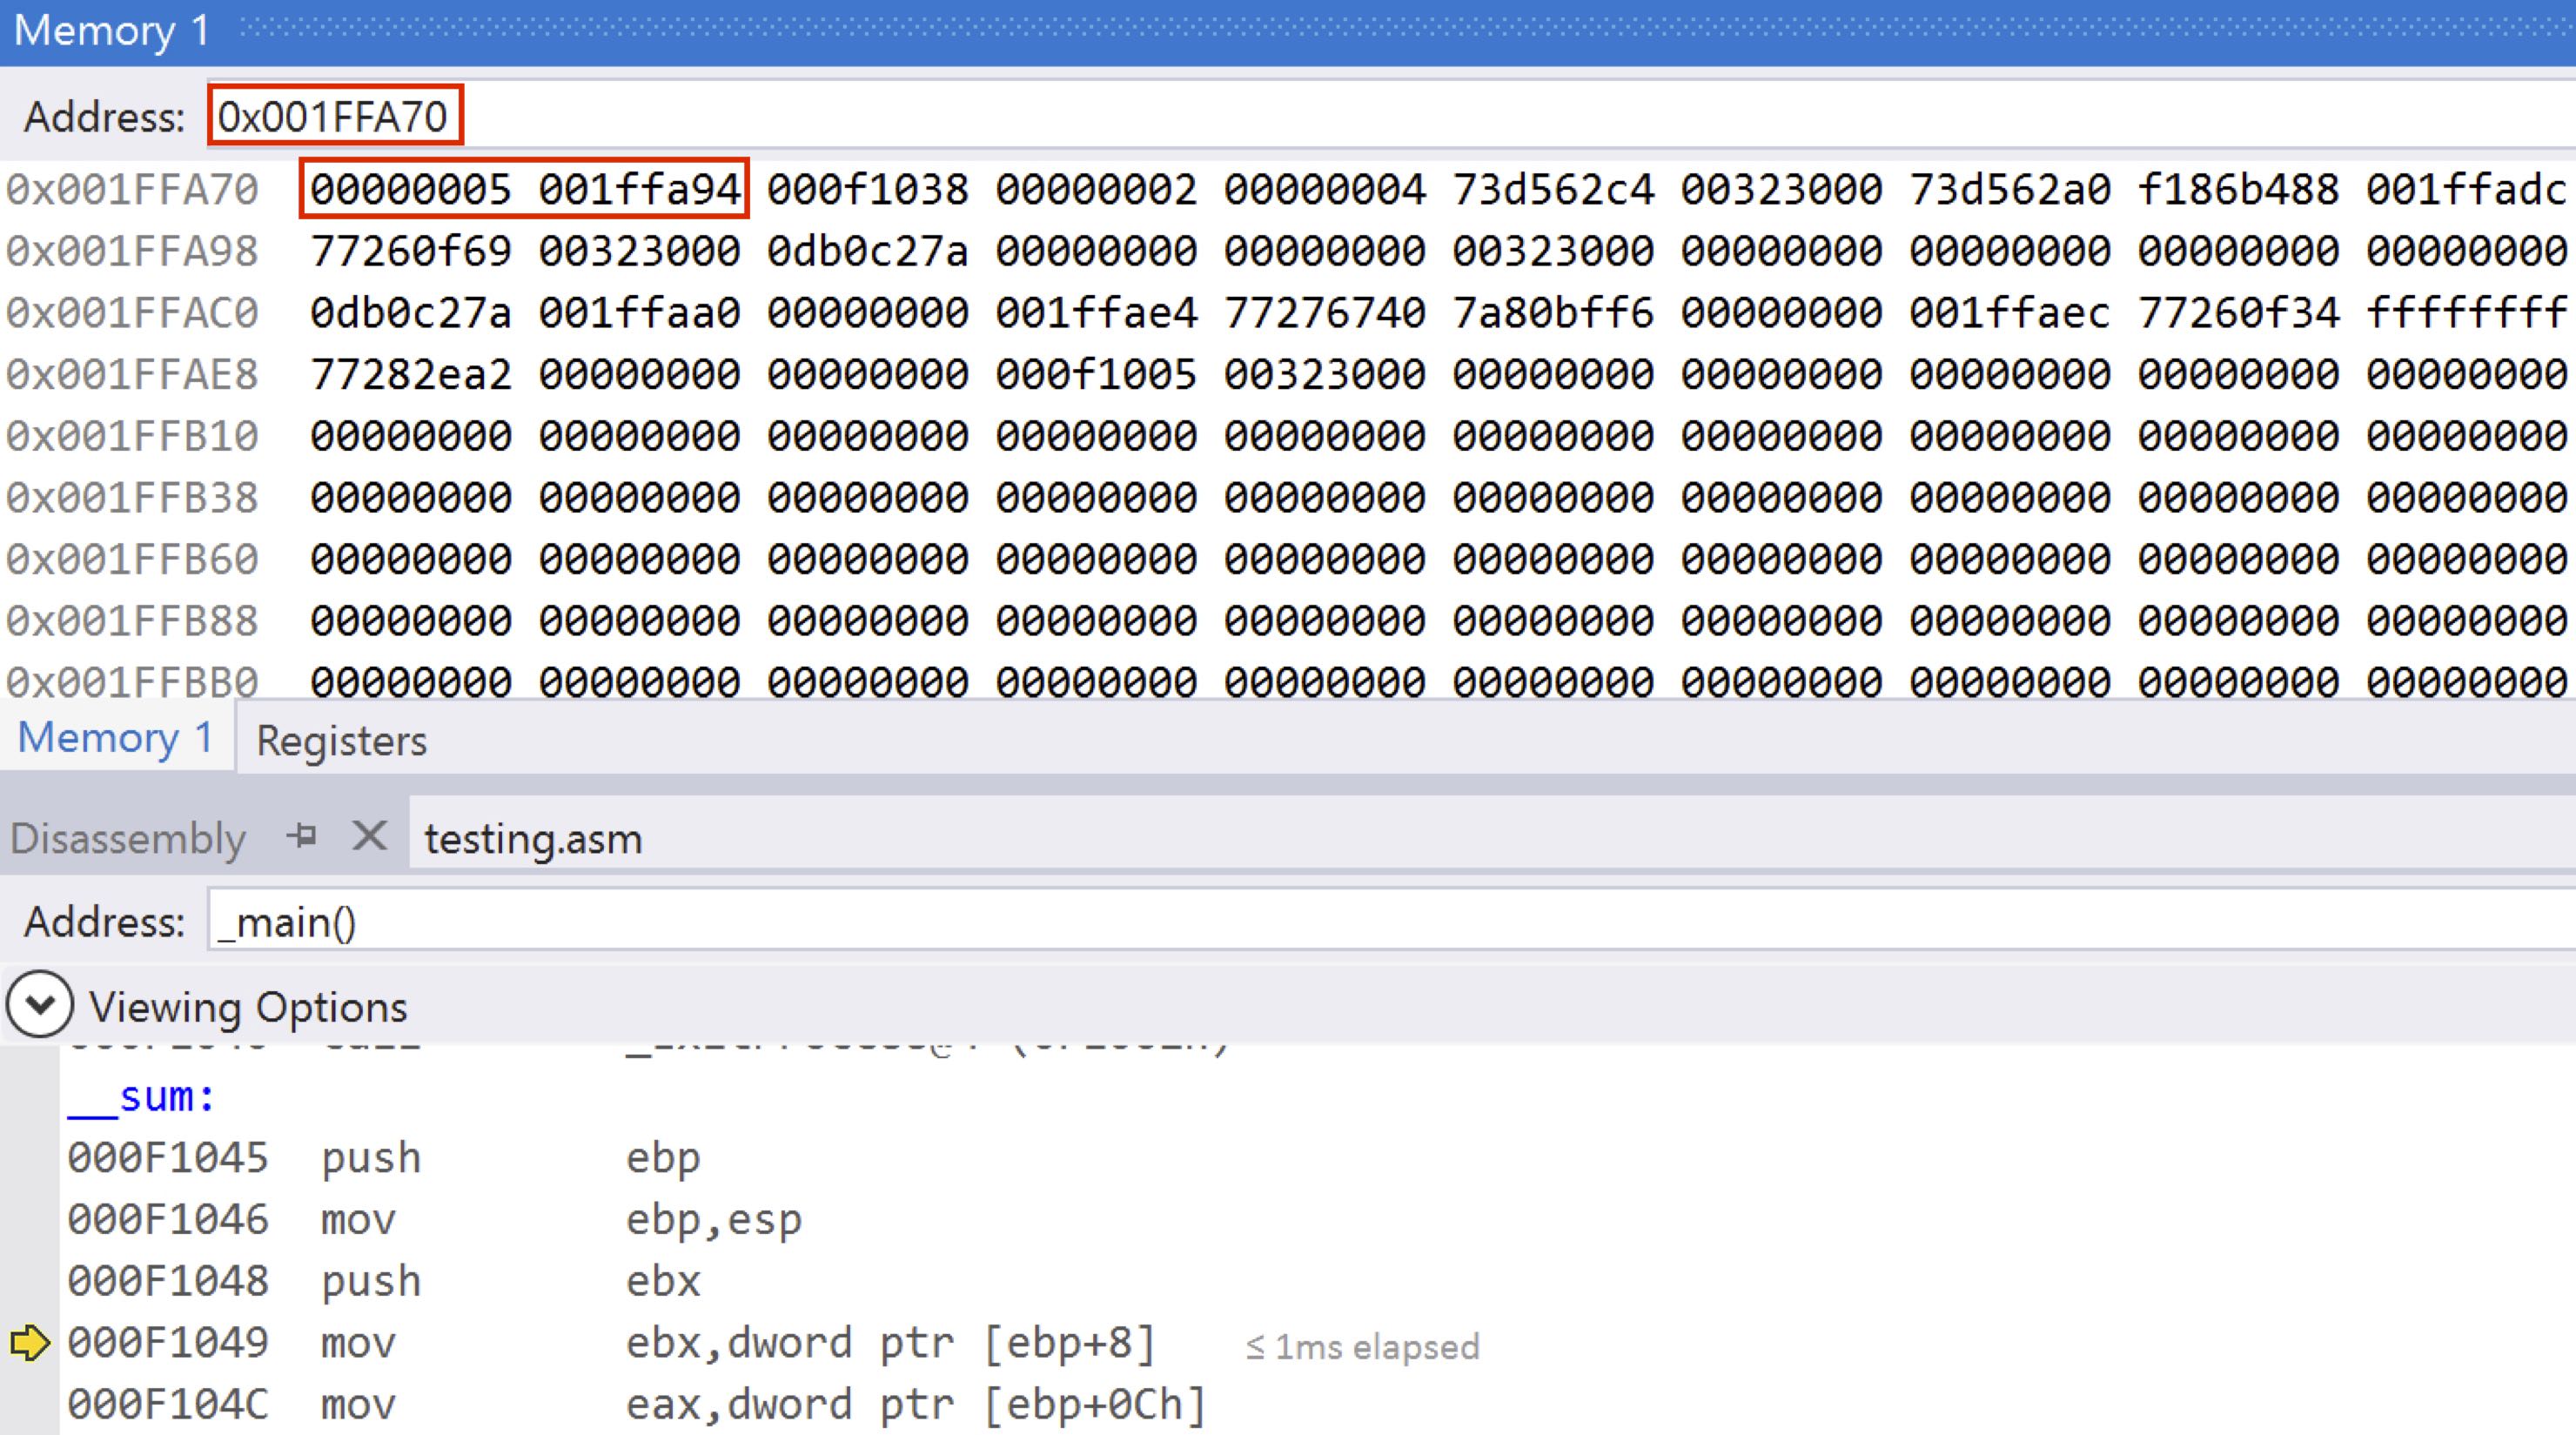 Memory 1
Address: 0x001FFA70
0x001FFA70 00000005 001ffa94 000f1038 00000002 00000004 73d562c4 00323000 73d562a0 f186b488 001ffadc
0x001FFA98 77260f69 00323000 0db0c27a 00000000 00000000 00323000 00000000 00000000 00000000 00000000
0x001FFAC0 0db0c27a 001ffaa0 00000000 001ffae4 77276740 7a80bff6 00000000 001ffaec 77260f34 ffffffff
0x001FFAE8 77282ea2 00000000 00000000 000f1005 00323000 00000000 00000000 00000000 00000000 00000000
0x001FFB10 00000000 00000000 00000000 00000000 00000000 00000000 00000000 00000000 00000000 00000000
0x001FFB38 00000000 00000000 00000000 00000000 00000000 00000000 00000000 00000000 00000000 00000000
0x001FFB60 00000000 00000000 00000000 00000000 00000000 00000000 00000000 00000000 00000000 00000000
0x001FFB88 00000000 00000000 00000000 00000000 00000000 00000000 00000000 00000000 00000000 00000000
0x001FFBB0 00000000 00000000 00000000 00000000 00000000 00000000 00000000 00000000 00000000 00000000
Memory 1 Registers
Disassembly testing.asm
Address: _main()
Viewing Options
__sum:
000F1045 push ebp
000F1046 mov ebp,esp
000F1048 push ebx
000F1049 mov ebx,dword ptr [ebp+8] ≤ 1ms elapsed
000F104C mov eax,dword ptr [ebp+0Ch]